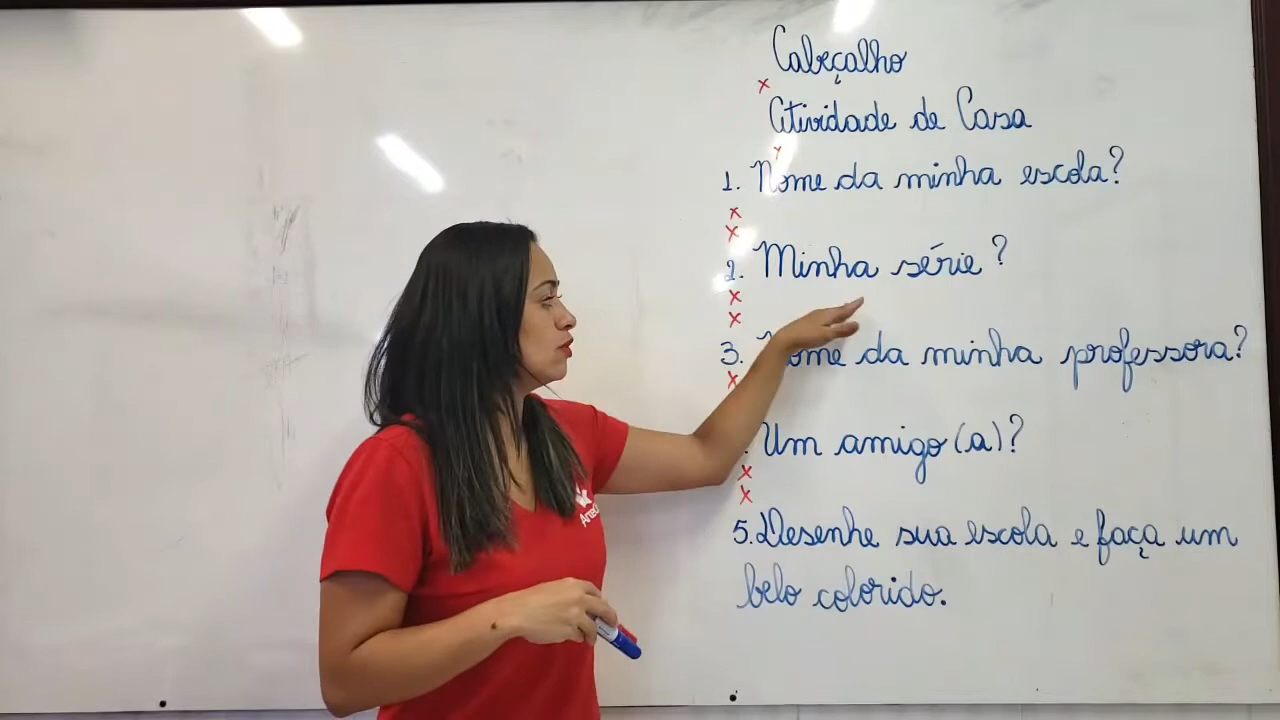 Cabeçalho
x
Atividade de Casa
x
1. Nome da minha escola?
x
x
2. Minha série?
x
x
3. Nome da minha professora?
x
Um amigo(a)?
x
x
5. Desenhe sua escola e faça um
belo colorido.